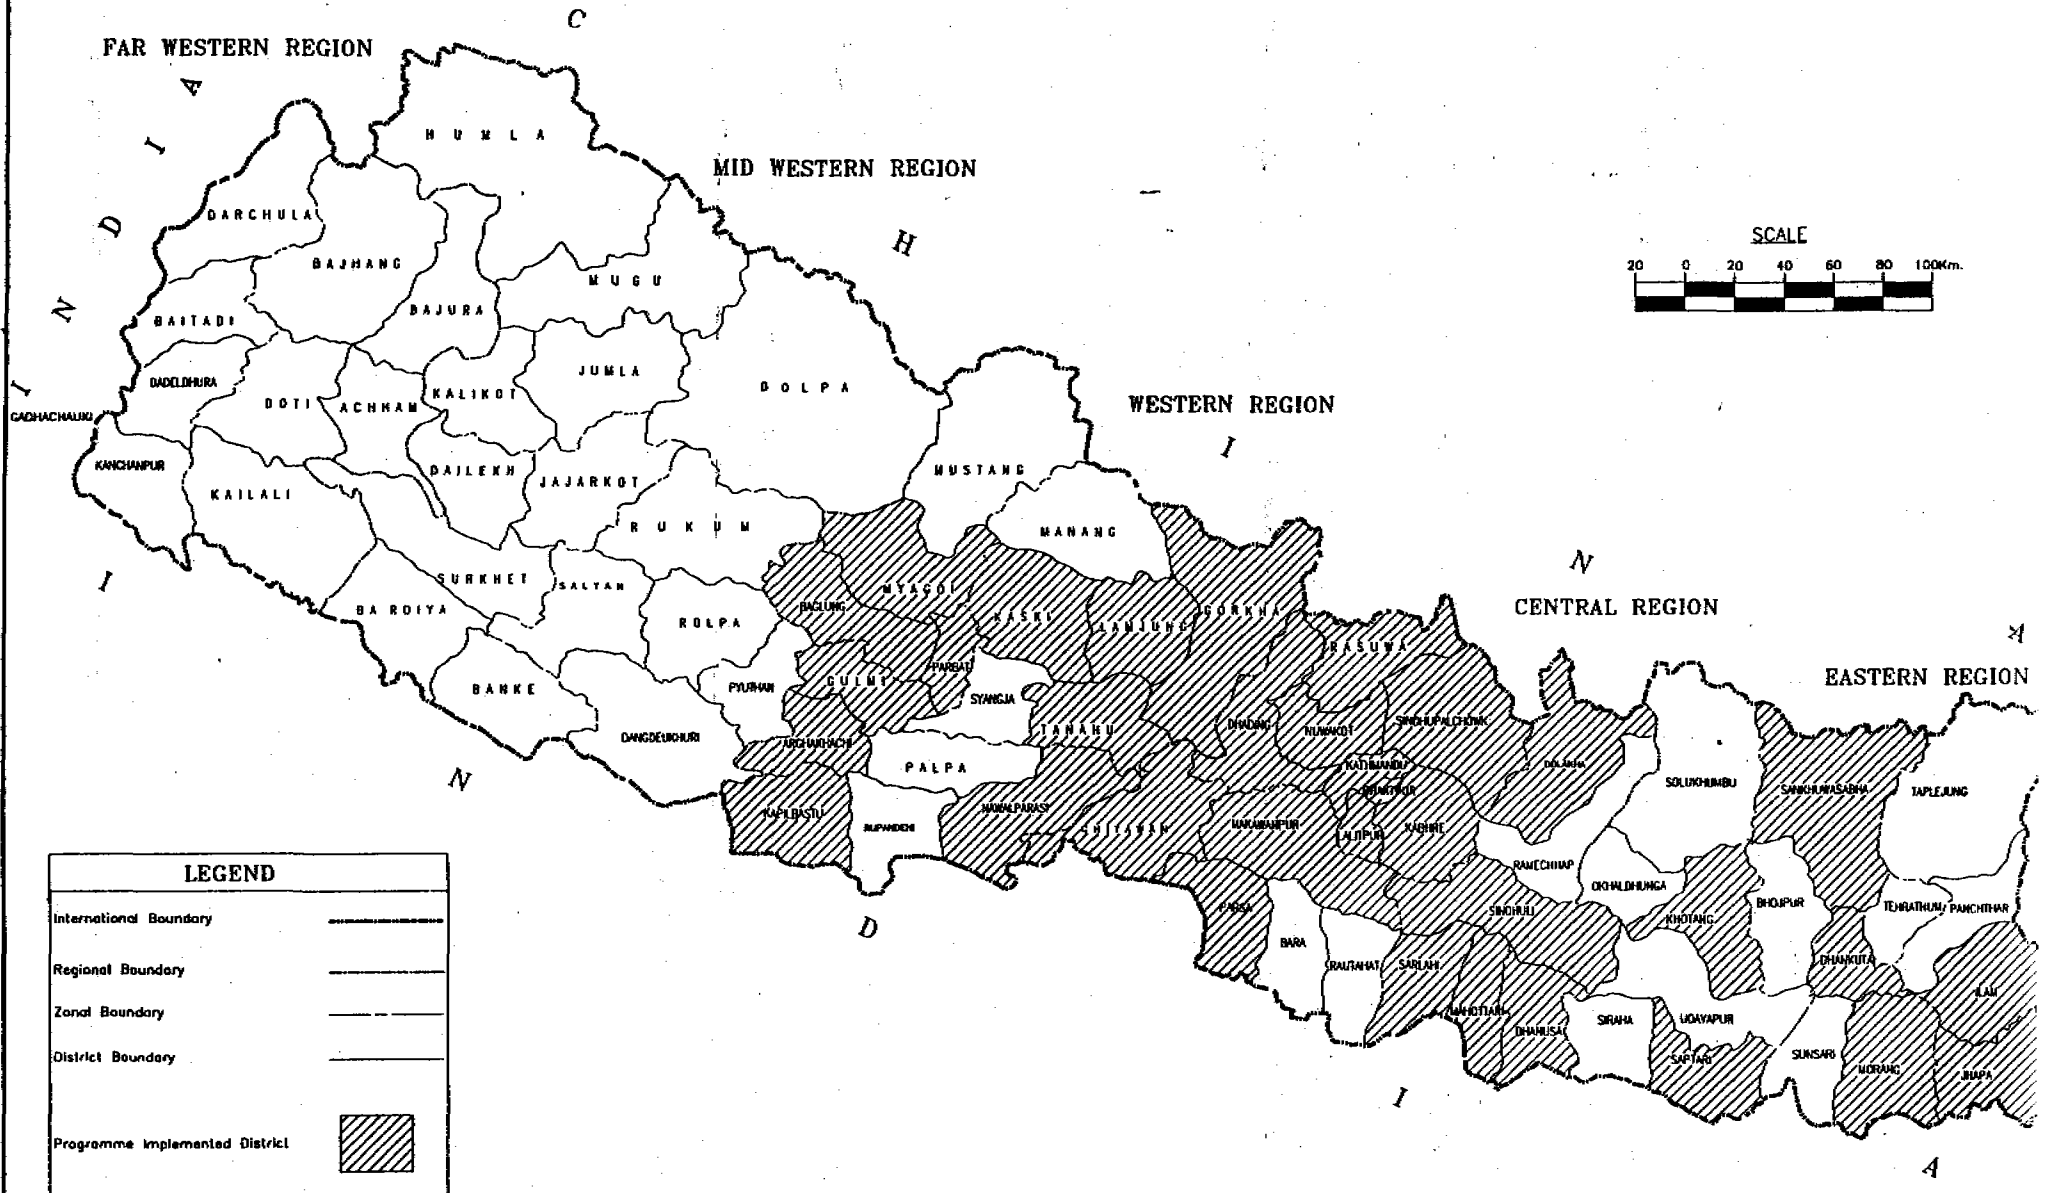 C
FAR WESTERN REGION
A
H U M L A
I
MID WESTERN REGION
DARCHULA
D
SCALE
H
BAJHANG
20 0 20 40 60 80 100Km.
MUGU
N
BAJURA
BAITADI
JUMLA
DADELDHURA
I
DOLPA
KALIKOT
DOTI
ACHHAM
WESTERN REGION
GADHACHAUKI
I
KANCHANPUR
DAILEKH
MUSTANG
JAJARKOT
KAILALI
R U K U M
MANANG
N
I
SURKHET
SALYAN
MYAGDI
BARDIYA
BAGLUNG
CENTRAL REGION
GORKHA
KASKI
ROLPA
LAMJUNG
A
RASUWA
PARBAT
EASTERN REGION
GULMI
PYUTHAN
BANKE
SYANGJA
SINDHUPALCHOWK
DHADING
TANAHU
NUWAKOT
DANGDEUKHURI
ARGHAKHACHI
KATHMANDU
DOLAKHA
PALPA
N
SOLUKHUMBU
SANKHUWASABHA
TAPLEJUNG
BHAKTPUR
NAWALPARASI
KAPILBASTU
RUPANDEHI
CHITAWAN
MAKAWANPUR
LALITPUR
KABHRE
RAMECHHAP
LEGEND
OKHALDHUNGA
BHOJPUR
PARSA
SINDHULI
KHOTANG
TEHRATHUM
PANCHTHAR
International Boundary
D
BARA
DHANKUTA
RAUTAHAT
SARLAHI
Regional Boundary
ILAM
Zonal Boundary
MAHOTTARI
SIRAHA
UDAYAPUR
DHANUSA
District Boundary
SAPTARI
SUNSARI
MORANG
JHAPA
I
Programme Implemented District
A